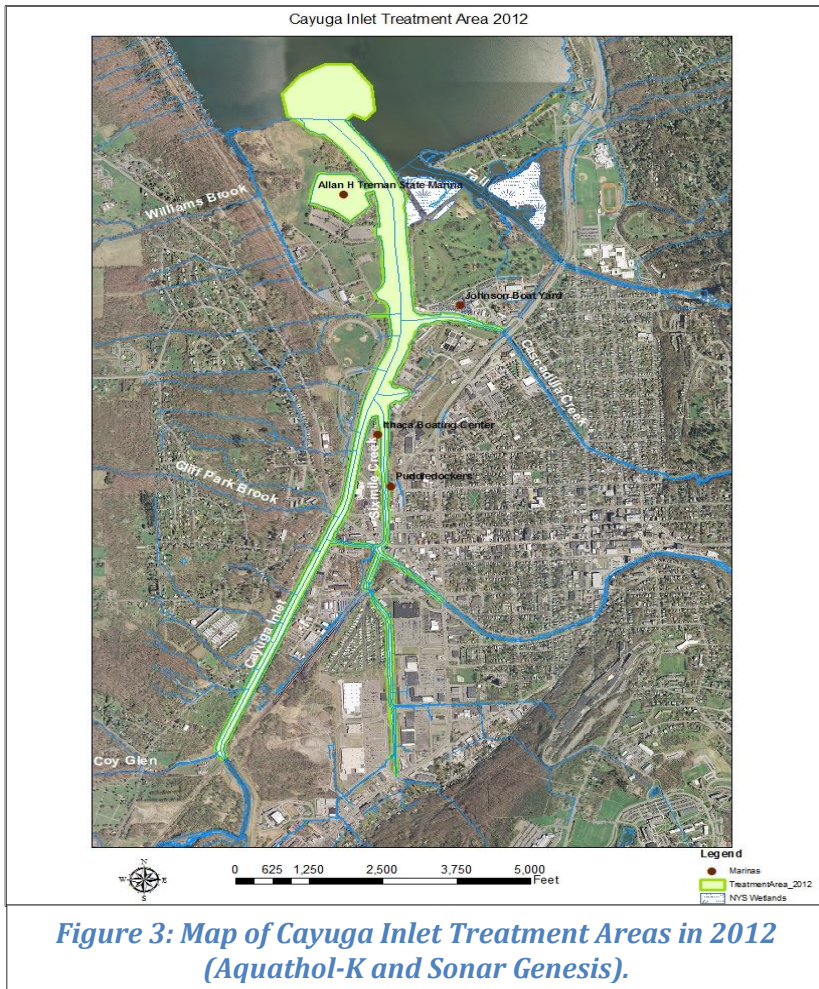 Cayuga Inlet Treatment Area 2012
Fall
Allan H Treman State Marina
Williams Brook
Johnson Boat Yard
Cascadilla Creek
Ithaca Boating Center
Sixmile Creek
Puddledockers
Cliff Park Brook
Cayuga Inlet
Coy Glen
N
W
E
S
0 625 1,250 2,500 3,750 5,000
Feet
Legend
Marinas
TreatmentArea_2012
NYS Wetlands
Figure 3: Map of Cayuga Inlet Treatment Areas in 2012
(Aquathol-K and Sonar Genesis).